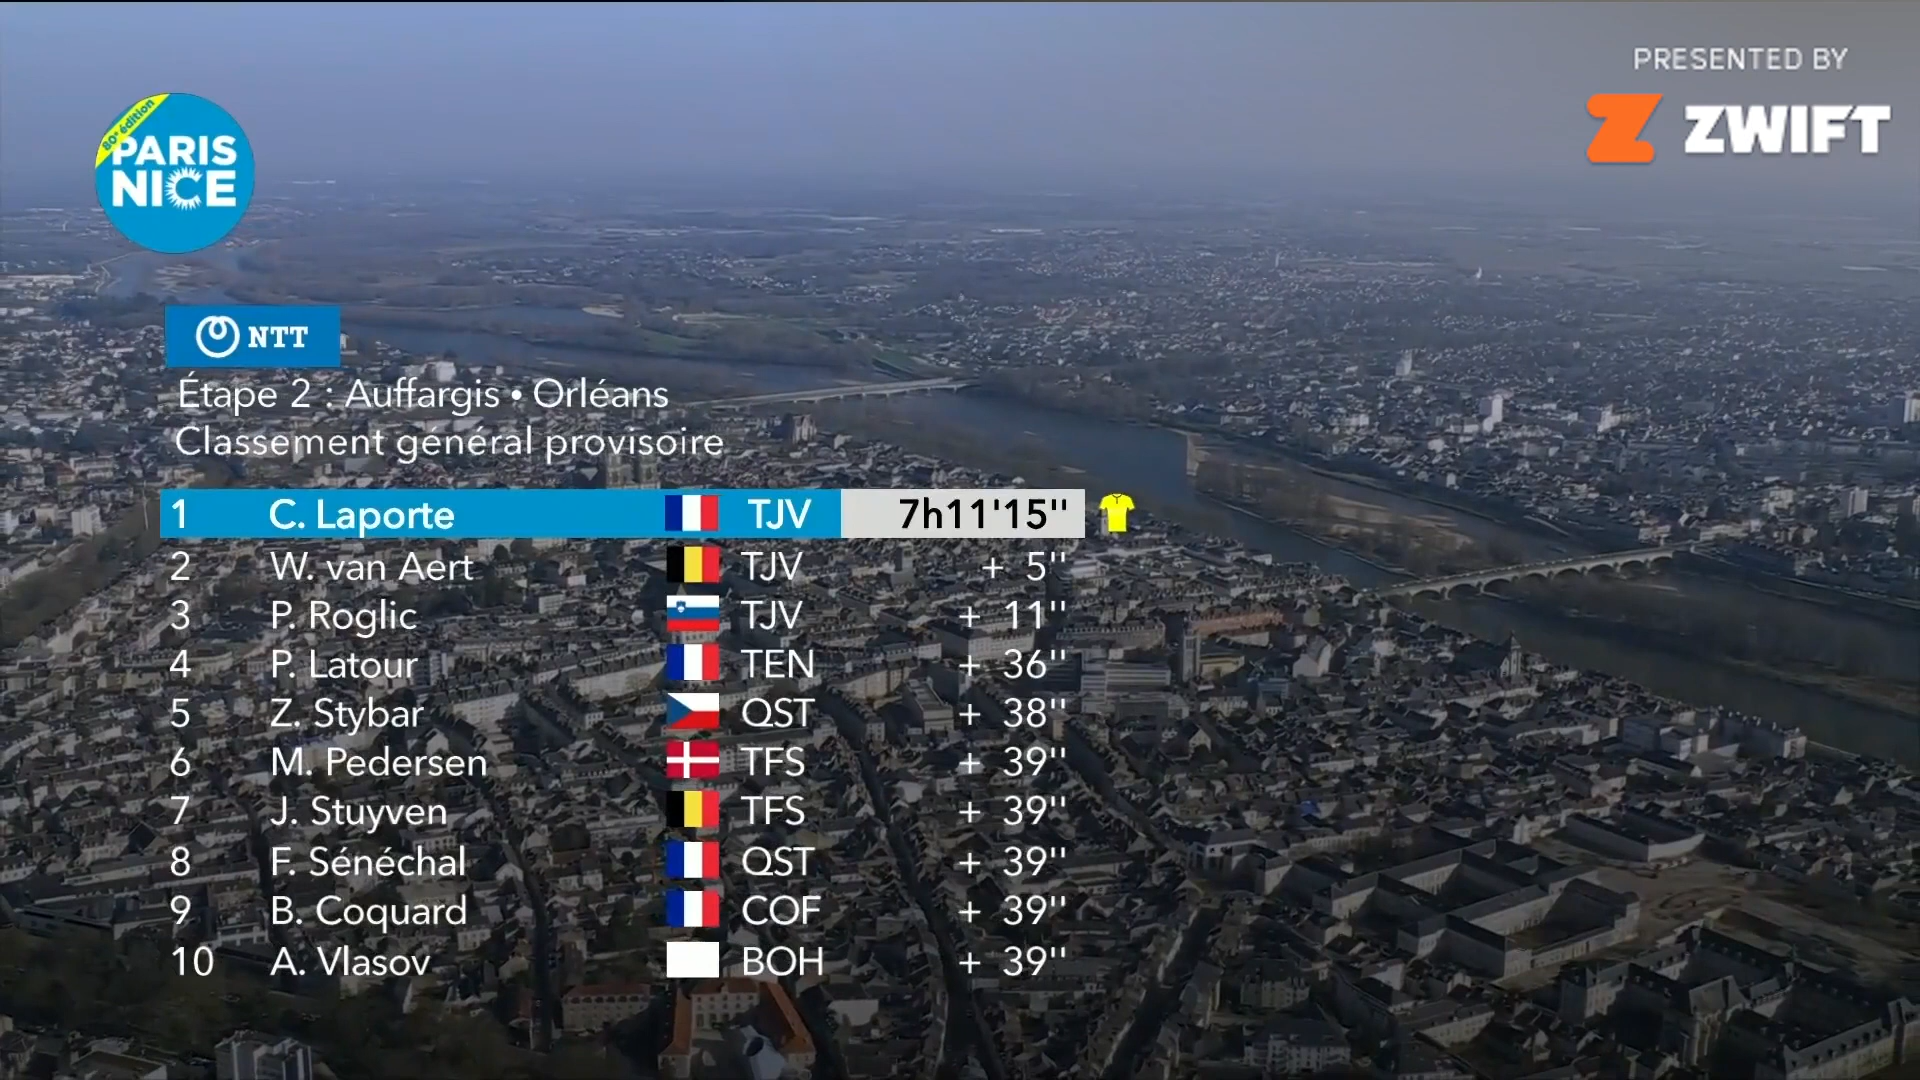 PRESENTED BY
ZWIFT
80e édition
PARIS
NICE
NTT
Étape 2 : Auffargis • Orléans
Classement général provisoire
1 C. Laporte TJV 7h11'15''
2 W. van Aert TJV + 5''
3 P. Roglic TJV + 11''
4 P. Latour TEN + 36''
5 Z. Stybar QST + 38''
6 M. Pedersen TFS + 39''
7 J. Stuyven TFS + 39''
8 F. Sénéchal QST + 39''
9 B. Coquard COF + 39''
10 A. Vlasov BOH + 39''